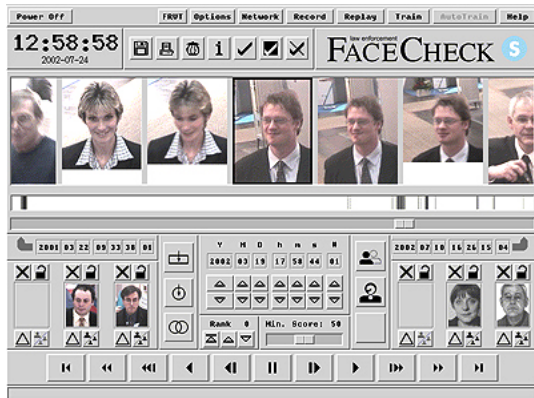 Power Off FRVT Options Network Record Replay Train AutoTrain Help
12:58:58
2002-07-24
i
law enforcement
FACECHECK S
2001 03 22 09 33 38 01
Y M D h m s N
2002 03 19 17 58 44 01
2002 07 10 16 26 15 04
Rank 0 Min. Score: 50